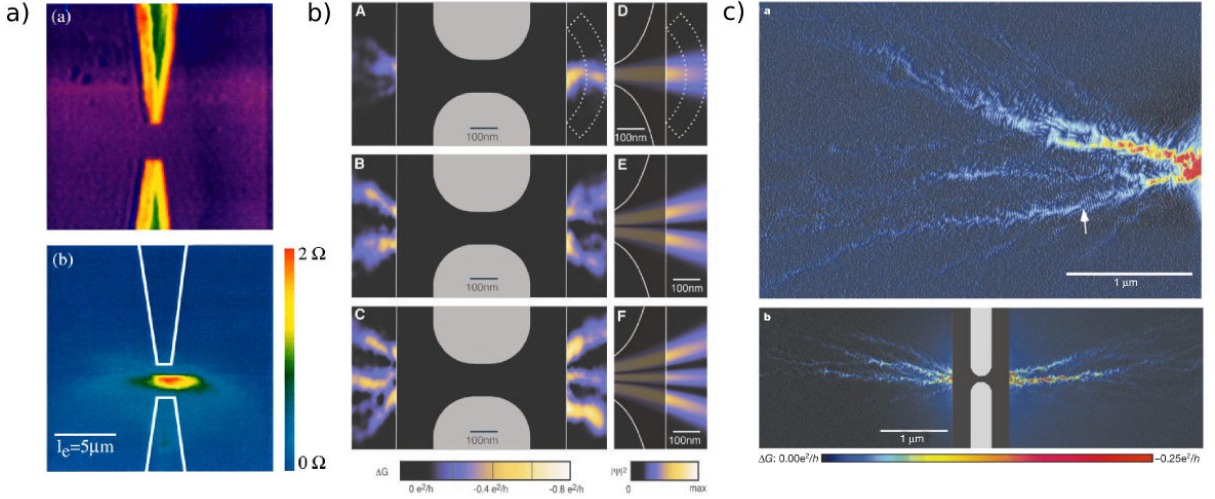 a)
(a)
(b)
l_e=5μm
2 Ω
0 Ω
b)
A
100nm
D
100nm
B
100nm
E
100nm
C
100nm
F
100nm
ΔG
0 e²/h
-0.4 e²/h
-0.8 e²/h
|Ψ|²
0
max
c)
a
1 μm
b
1 μm
ΔG: 0.00e²/h
-0.25e²/h